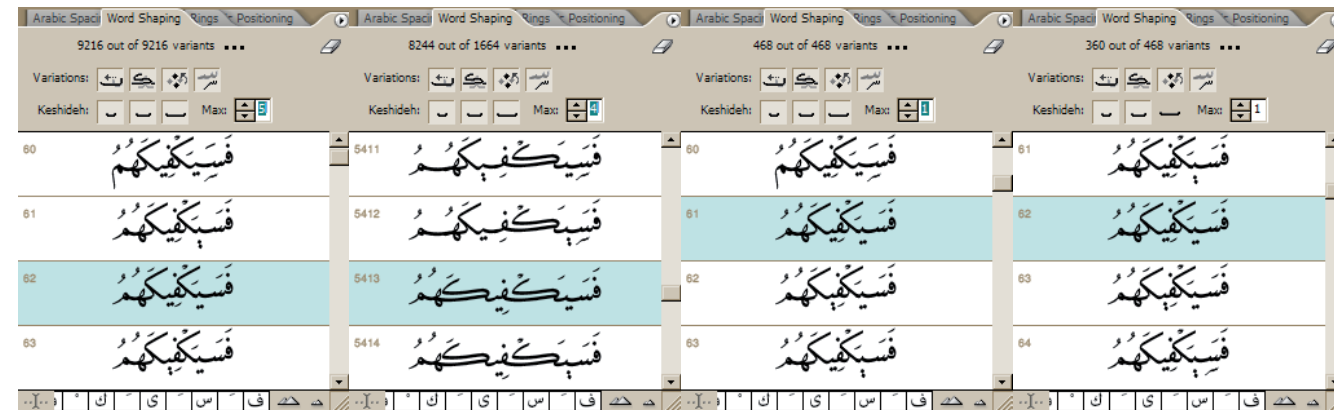 Arabic Spaci Word Shaping Rings Positioning
9216 out of 9216 variants
Variations:
Keshideh: Max: 5
60 فَسَيَكْفِيكَهُمُ
61 فَسَيَكْفِيكَهُمُ
62 فَسَيَكْفِيكَهُمُ
63 فَسَيَكْفِيكَهُمُ
ف َ س َ ى َ ك ْ
Arabic Spaci Word Shaping Rings Positioning
8244 out of 1664 variants
Variations:
Keshideh: Max: 4
5411 فَسَيَكْفِيكَهُمُ
5412 فَسَيَكْفِيكَهُمُ
5413 فَسَيَكْفِيكَهُمُ
5414 فَسَيَكْفِيكَهُمُ
ف َ س َ ى َ ك ْ
Arabic Spaci Word Shaping Rings Positioning
468 out of 468 variants
Variations:
Keshideh: Max: 1
60 فَسَيَكْفِيكَهُمُ
61 فَسَيَكْفِيكَهُمُ
62 فَسَيَكْفِيكَهُمُ
63 فَسَيَكْفِيكَهُمُ
ف َ س َ ى َ ك ْ
Arabic Spaci Word Shaping Rings Positioning
360 out of 468 variants
Variations:
Keshideh: Max: 1
61 فَسَيَكْفِيكَهُمُ
62 فَسَيَكْفِيكَهُمُ
63 فَسَيَكْفِيكَهُمُ
64 فَسَيَكْفِيكَهُمُ
ف َ س َ ى َ ك ْ